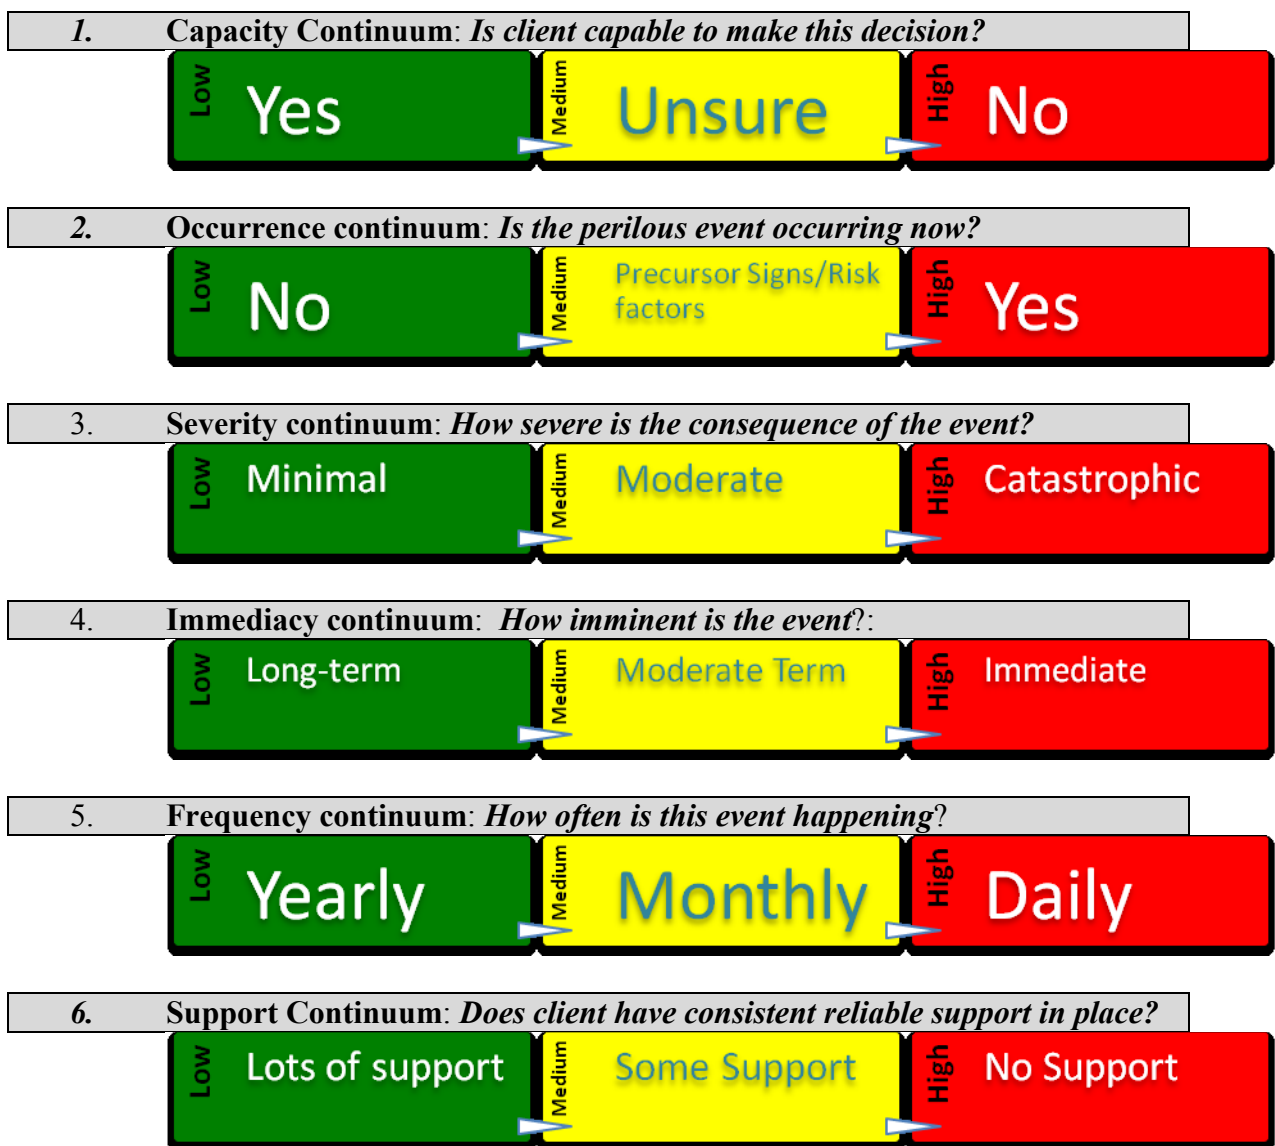 1. Capacity Continuum: Is client capable to make this decision?
Low Yes Medium Unsure High No
2. Occurrence continuum: Is the perilous event occurring now?
Low No Medium Precursor Signs/Risk factors High Yes
3. Severity continuum: How severe is the consequence of the event?
Low Minimal Medium Moderate High Catastrophic
4. Immediacy continuum: How imminent is the event?:
Low Long-term Medium Moderate Term High Immediate
5. Frequency continuum: How often is this event happening?
Low Yearly Medium Monthly High Daily
6. Support Continuum: Does client have consistent reliable support in place?
Low Lots of support Medium Some Support High No Support